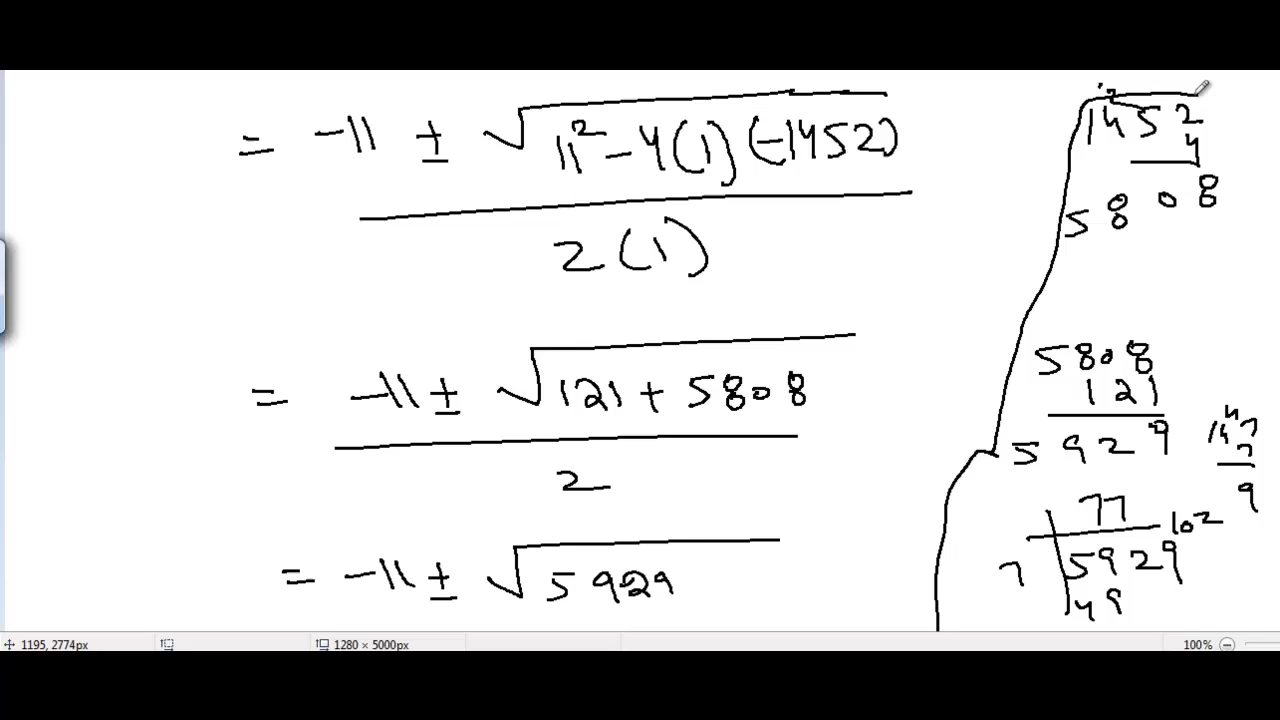 = -11 ± √(11² - 4(1)(-1452))
2(1)
= -11 ± √(121 + 5808)
2
= -11 ± √5929
1452
4
5808
5808
121
5929
147
7
9
77
7 5929 102
49
1195, 2774px
1280 × 5000px
100%